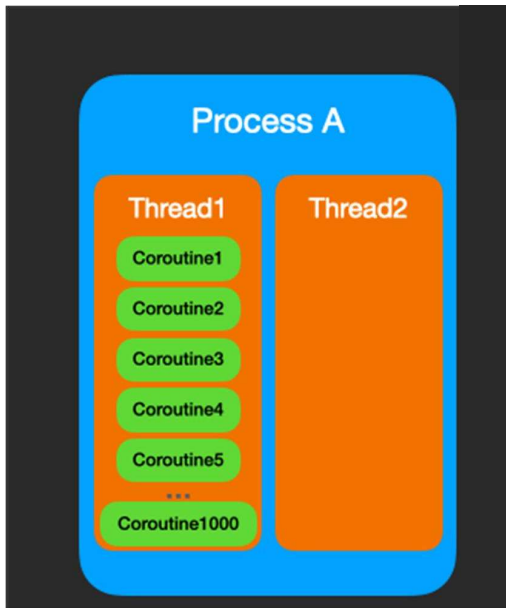 Process A
Thread1
Coroutine1
Coroutine2
Coroutine3
Coroutine4
Coroutine5
...
Coroutine1000
Thread2